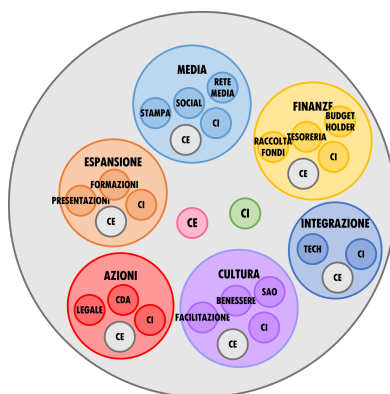 MEDIA
RETE
MEDIA
SOCIAL
STAMPA
CI
CE
FINANZE
BUDGET
HOLDER
TESORERIA
RACCOLTA
FONDI
CI
CE
ESPANSIONE
FORMAZIONI
PRESENTAZIONI
CI
CE
CE
CI
INTEGRAZIONE
TECH
CI
CE
AZIONI
CDA
LEGALE
CI
CE
CULTURA
SAO
BENESSERE
FACILITAZIONE
CI
CE